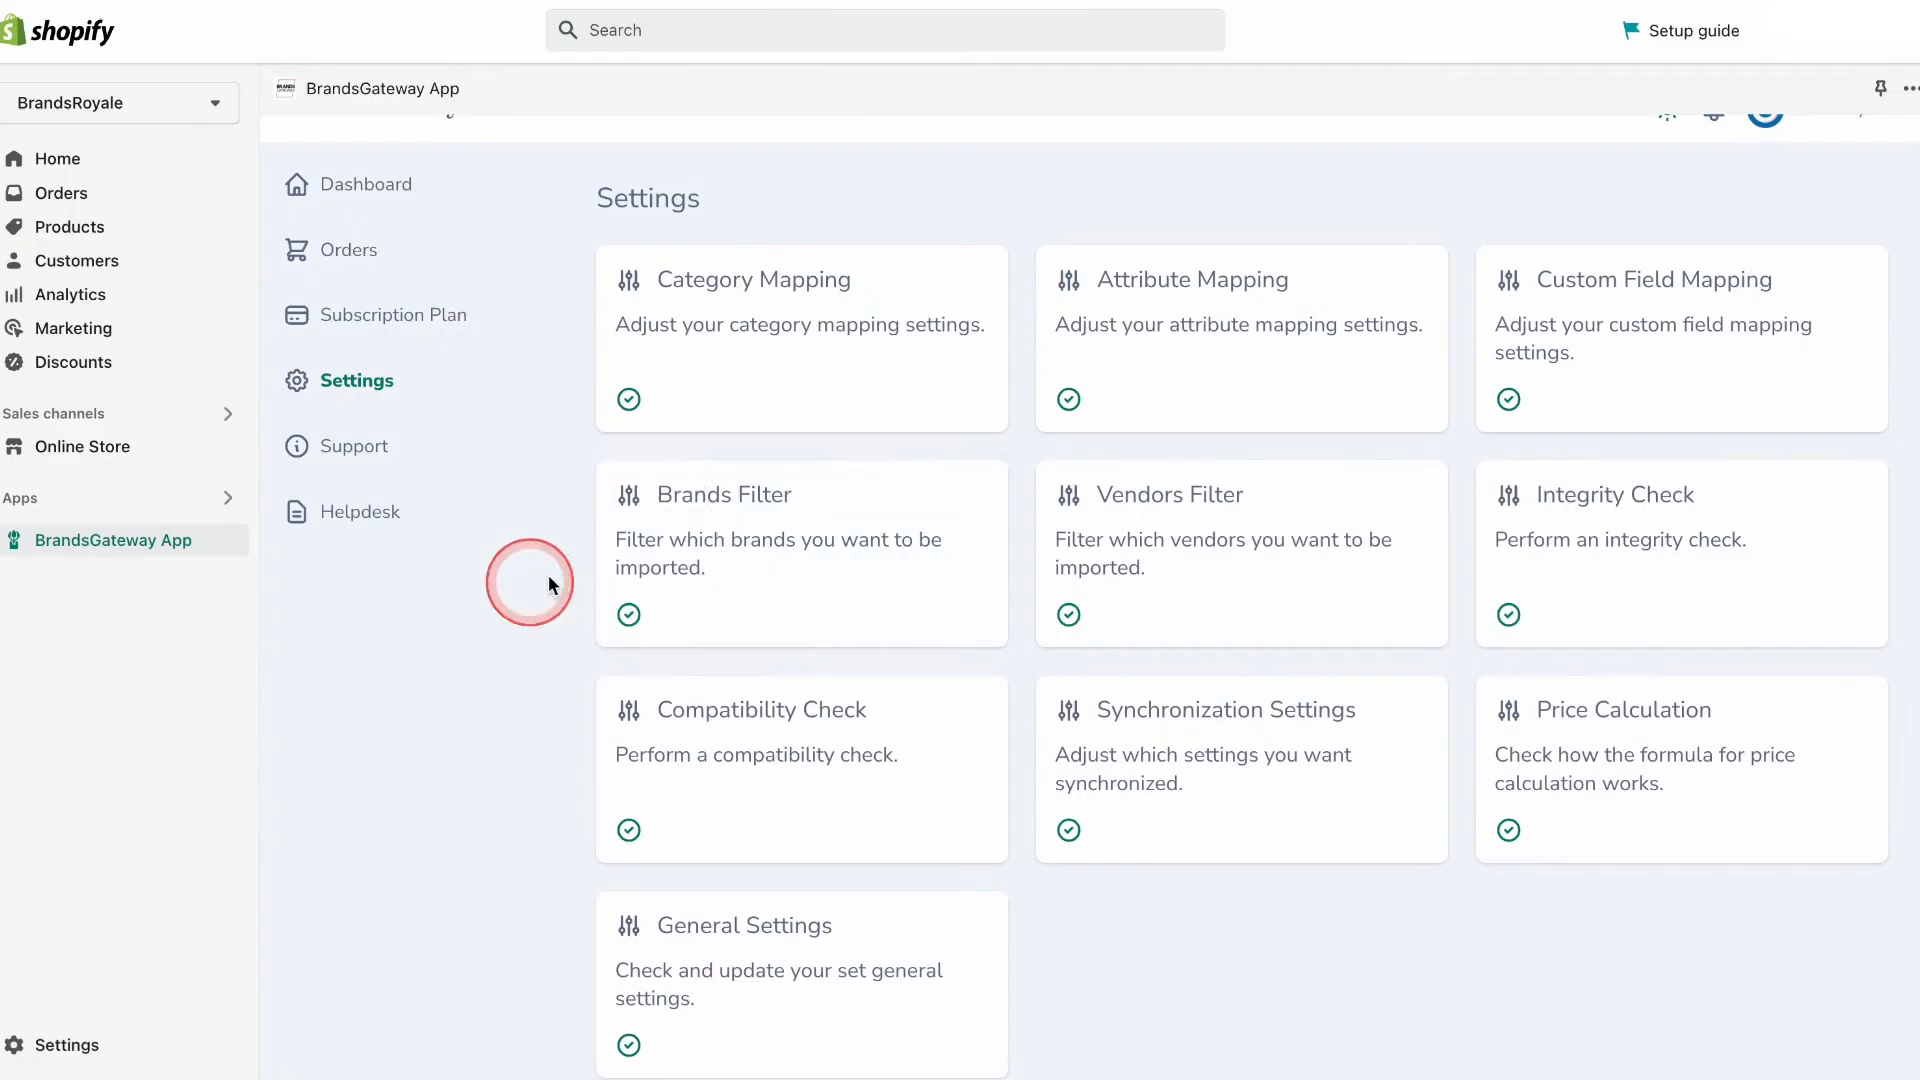 shopify
Search
Setup guide
BrandsRoyale
BrandsGateway App
Home
Orders
Products
Customers
Analytics
Marketing
Discounts
Sales channels
Online Store
Apps
BrandsGateway App
Settings
Dashboard
Orders
Subscription Plan
Settings
Support
Helpdesk
Settings
Category Mapping
Adjust your category mapping settings.
Attribute Mapping
Adjust your attribute mapping settings.
Custom Field Mapping
Adjust your custom field mapping
settings.
Brands Filter
Filter which brands you want to be
imported.
Vendors Filter
Filter which vendors you want to be
imported.
Integrity Check
Perform an integrity check.
Compatibility Check
Perform a compatibility check.
Synchronization Settings
Adjust which settings you want
synchronized.
Price Calculation
Check how the formula for price
calculation works.
General Settings
Check and update your set general
settings.